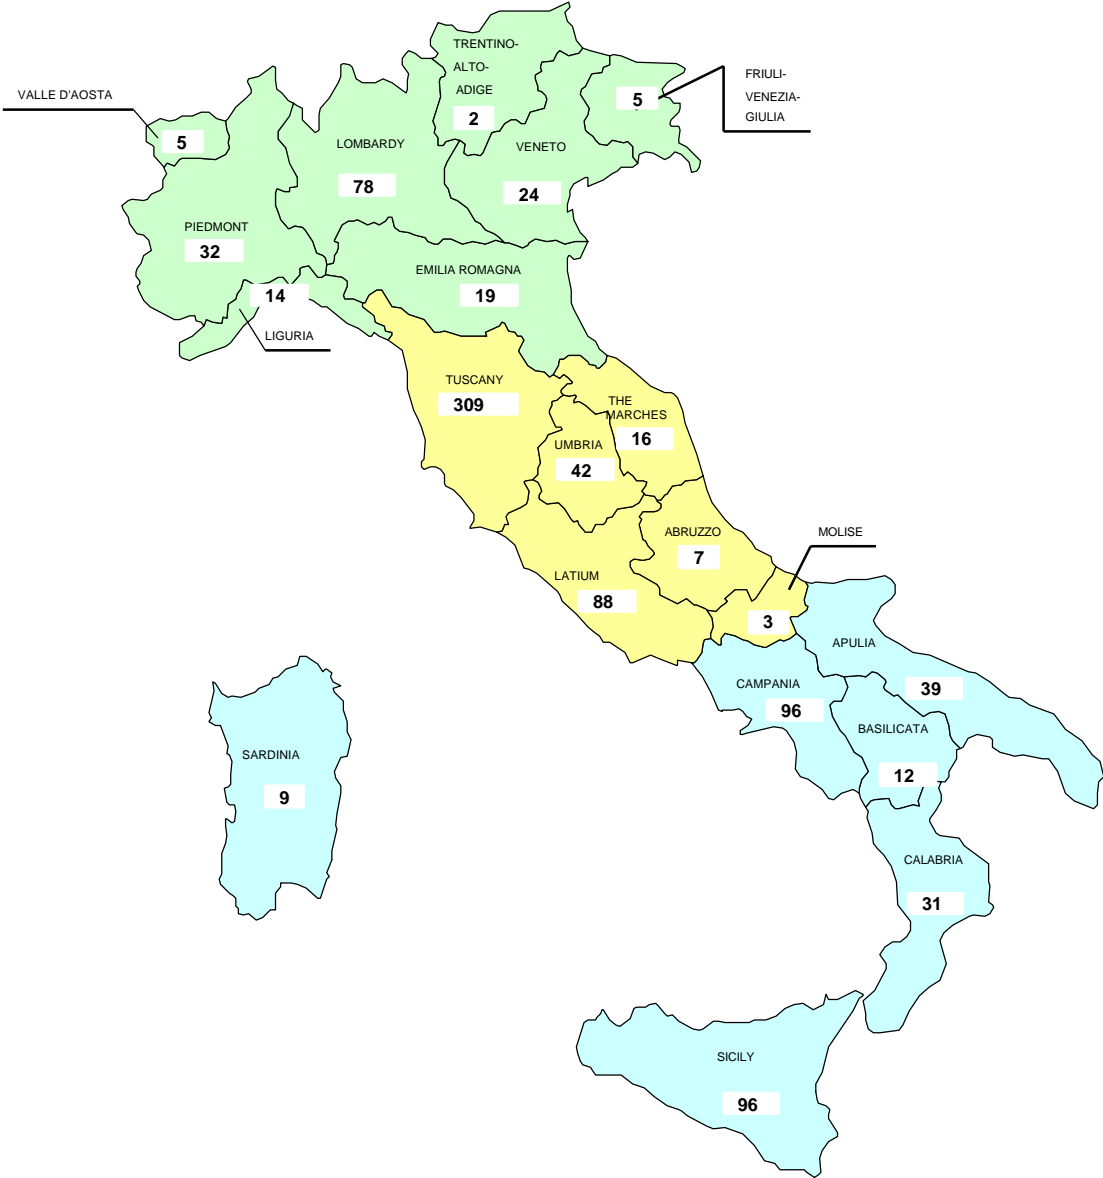 TRENTINO-
ALTO-
ADIGE
2
FRIULI-
VENEZIA-
GIULIA
5
VALLE D'AOSTA
5
LOMBARDY
78
VENETO
24
PIEDMONT
32
EMILIA ROMAGNA
19
14
LIGURIA
TUSCANY
309
THE
MARCHES
16
UMBRIA
42
ABRUZZO
7
MOLISE
3
LATIUM
88
APULIA
39
CAMPANIA
96
BASILICATA
12
SARDINIA
9
CALABRIA
31
SICILY
96